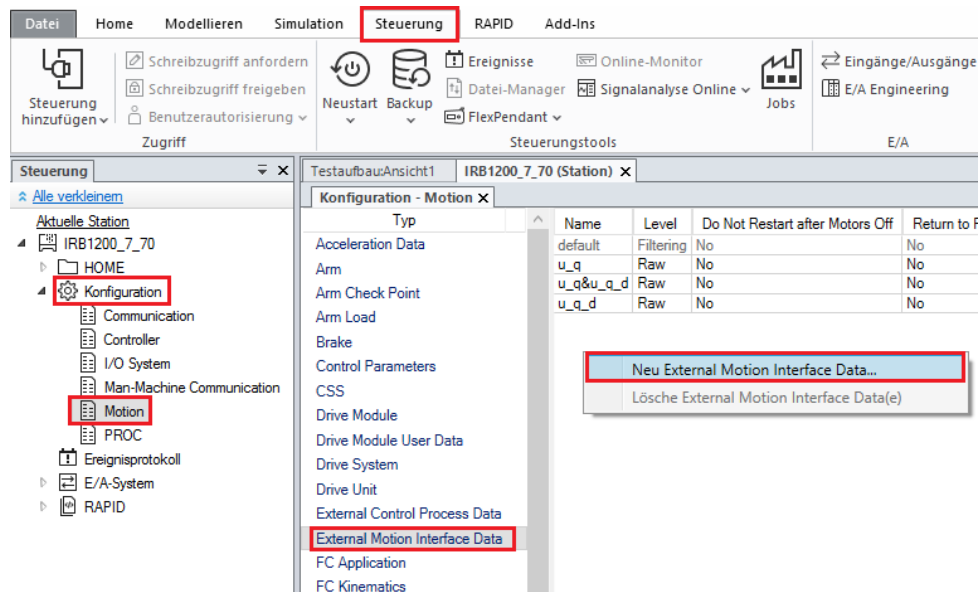 Datei Home Modellieren Simulation Steuerung RAPID Add-Ins
Steuerung hinzufügen
Schreibzugriff anfordern
Schreibzugriff freigeben
Benutzerautorisierung
Zugriff
Neustart Backup
Ereignisse
Datei-Manager
FlexPendant
Online-Monitor
Signalanalyse Online
Jobs
Steuerungstools
Eingänge/Ausgänge
E/A Engineering
E/A
Steuerung
Alle verkleinern
Aktuelle Station
IRB1200_7_70
HOME
Konfiguration
Communication
Controller
I/O System
Man-Machine Communication
Motion
PROC
Ereignisprotokoll
E/A-System
RAPID
Testaufbau:Ansicht1 IRB1200_7_70 (Station)
Konfiguration - Motion
Typ
Acceleration Data
Arm
Arm Check Point
Arm Load
Brake
Control Parameters
CSS
Drive Module
Drive Module User Data
Drive System
Drive Unit
External Control Process Data
External Motion Interface Data
FC Application
FC Kinematics
Name Level Do Not Restart after Motors Off Return to
default Filtering No No
u_q Raw No No
u_q&u_q_d Raw No No
u_q_d Raw No No
Neu External Motion Interface Data...
Lösche External Motion Interface Data(e)